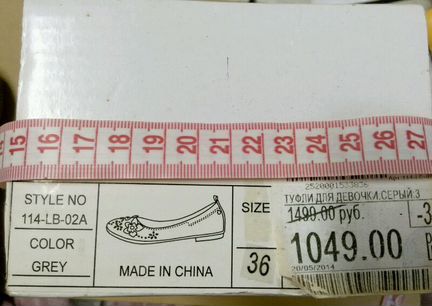 15 16 17 18 19 20 21 22 23 24 25 26 27
STYLE NO
114-LB-02A
COLOR
GREY
MADE IN CHINA
SIZE
36
2520001533836
ТУФЛИ ДЛЯ ДЕВОЧКИ,СЕРЫЙ:3
1499.00 руб.
-3
1049.00
20/05/2014